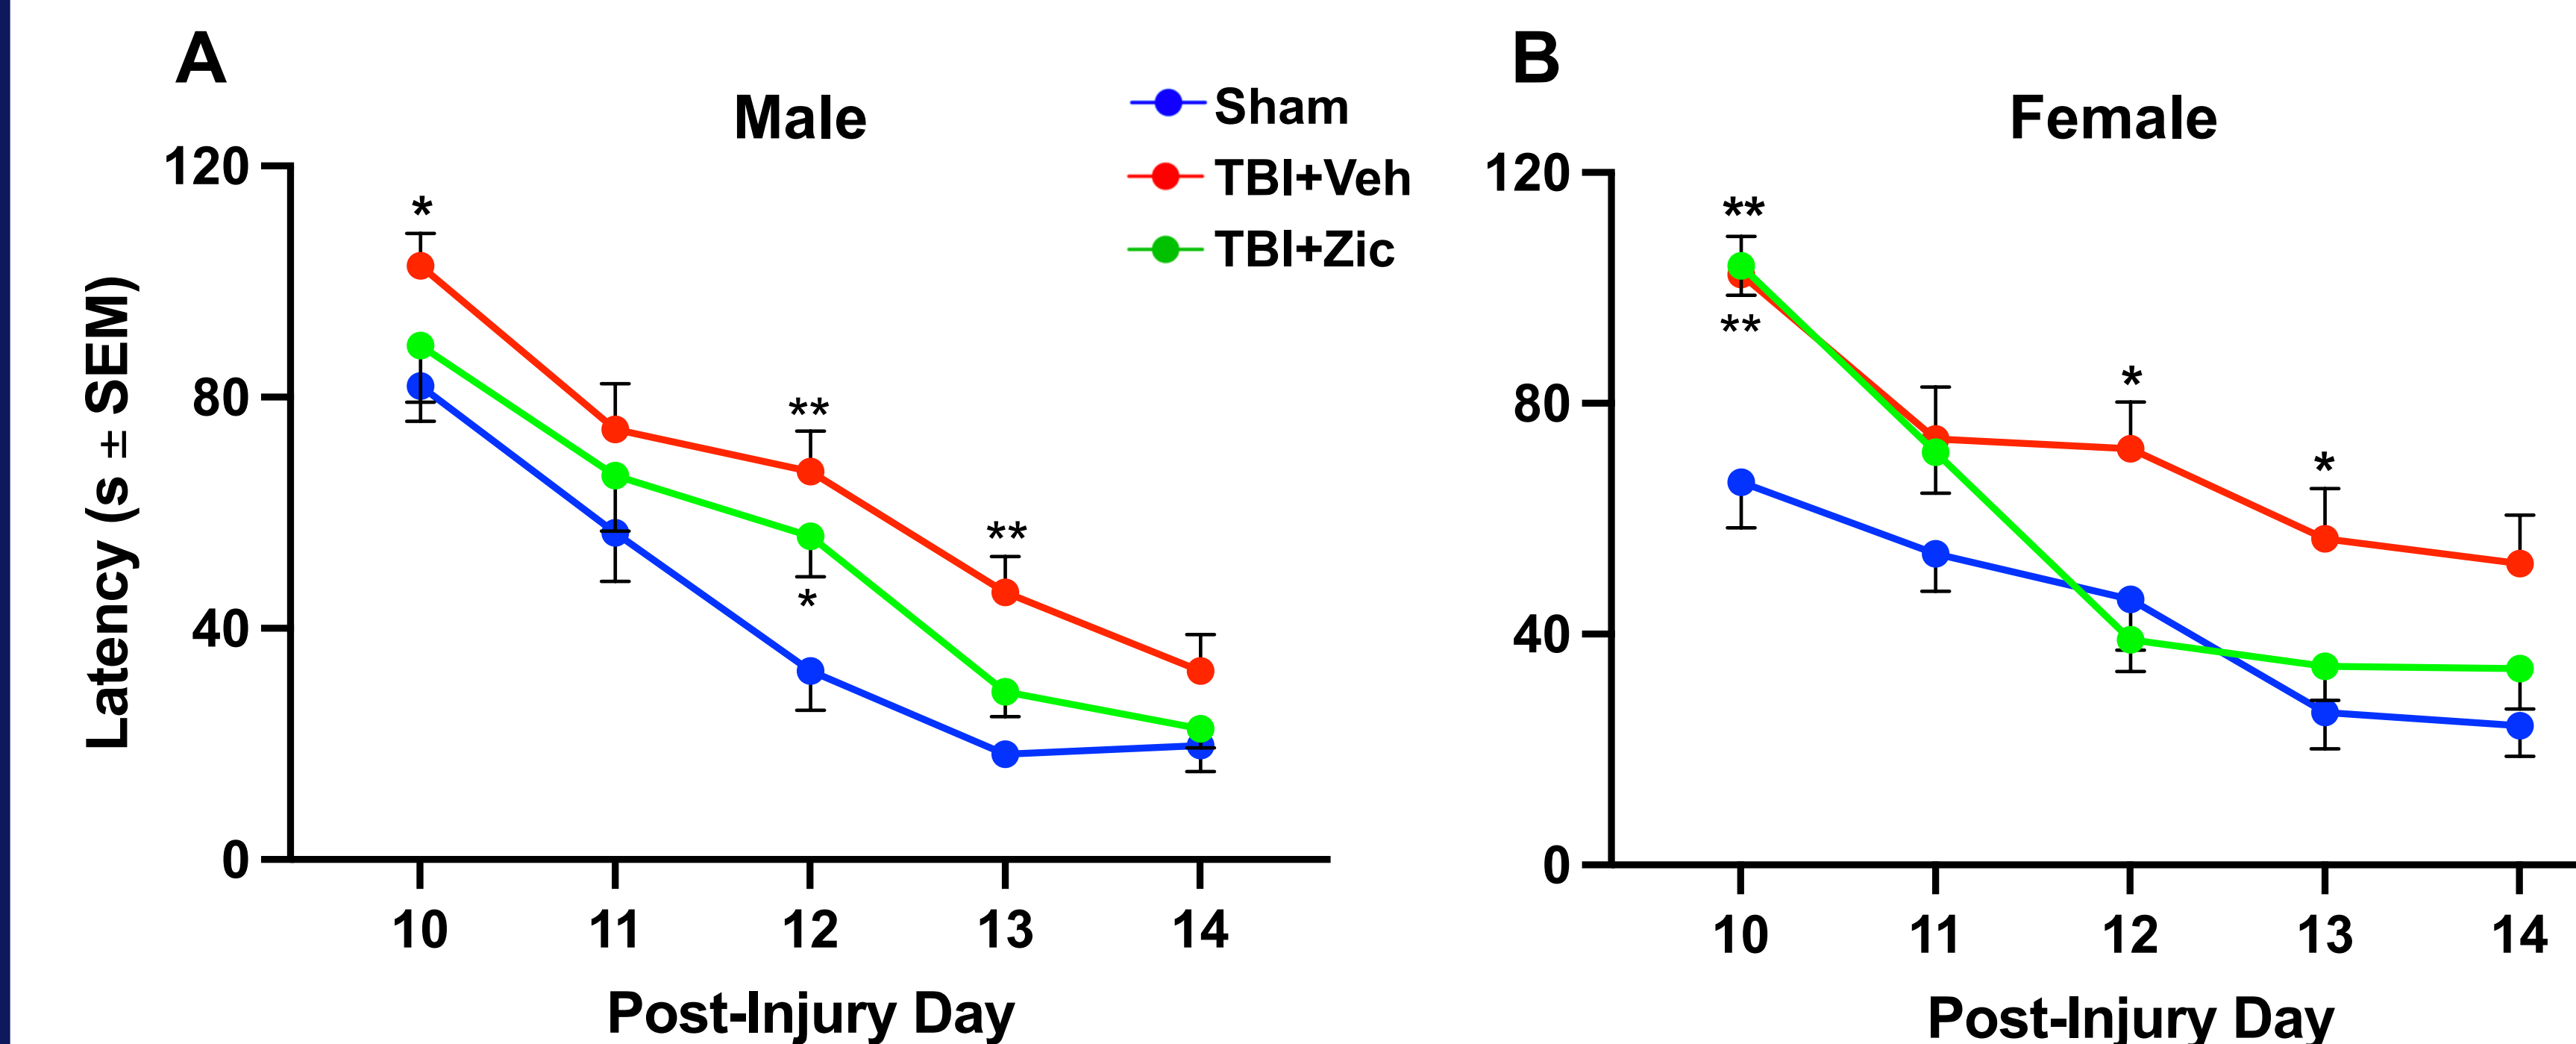 A
Male
Sham
TBI+Veh
TBI+Zic
Latency (s ± SEM)
120
80
40
0
*
**
*
**
10 11 12 13 14
Post-Injury Day
B
Female
120
80
40
0
**
**
*
*
10 11 12 13 14
Post-Injury Day